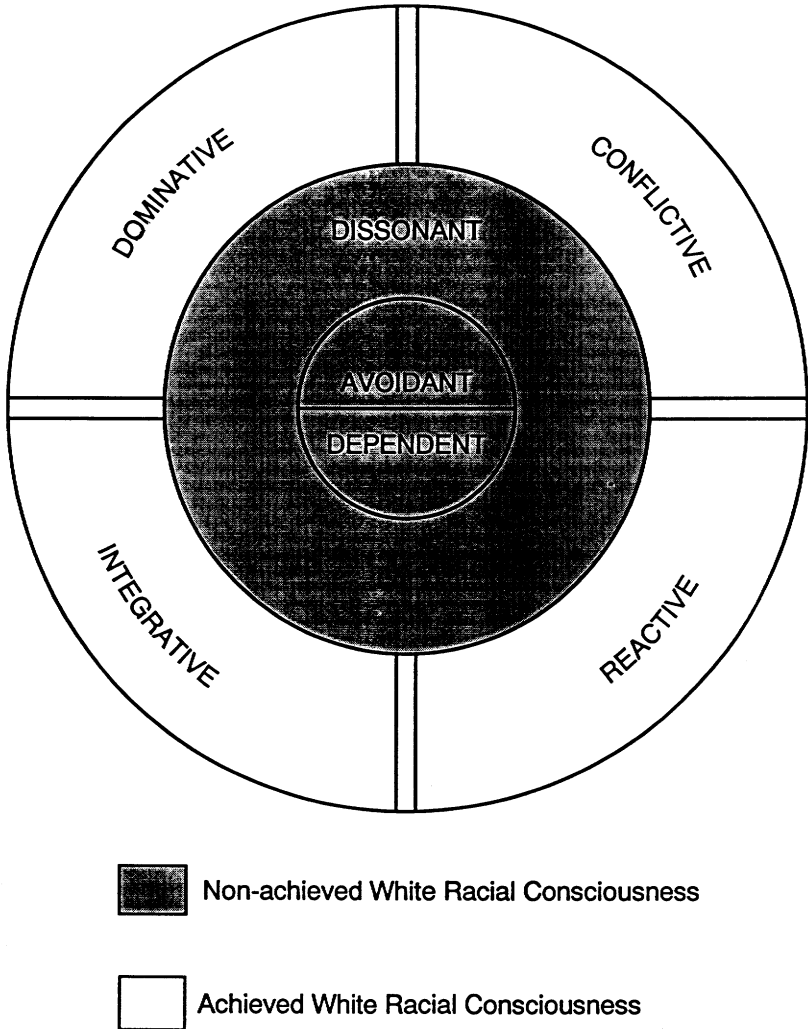 DOMINATIVE
CONFLICTIVE
DISSONANT
AVOIDANT
DEPENDENT
INTEGRATIVE
REACTIVE
Non-achieved White Racial Consciousness
Achieved White Racial Consciousness